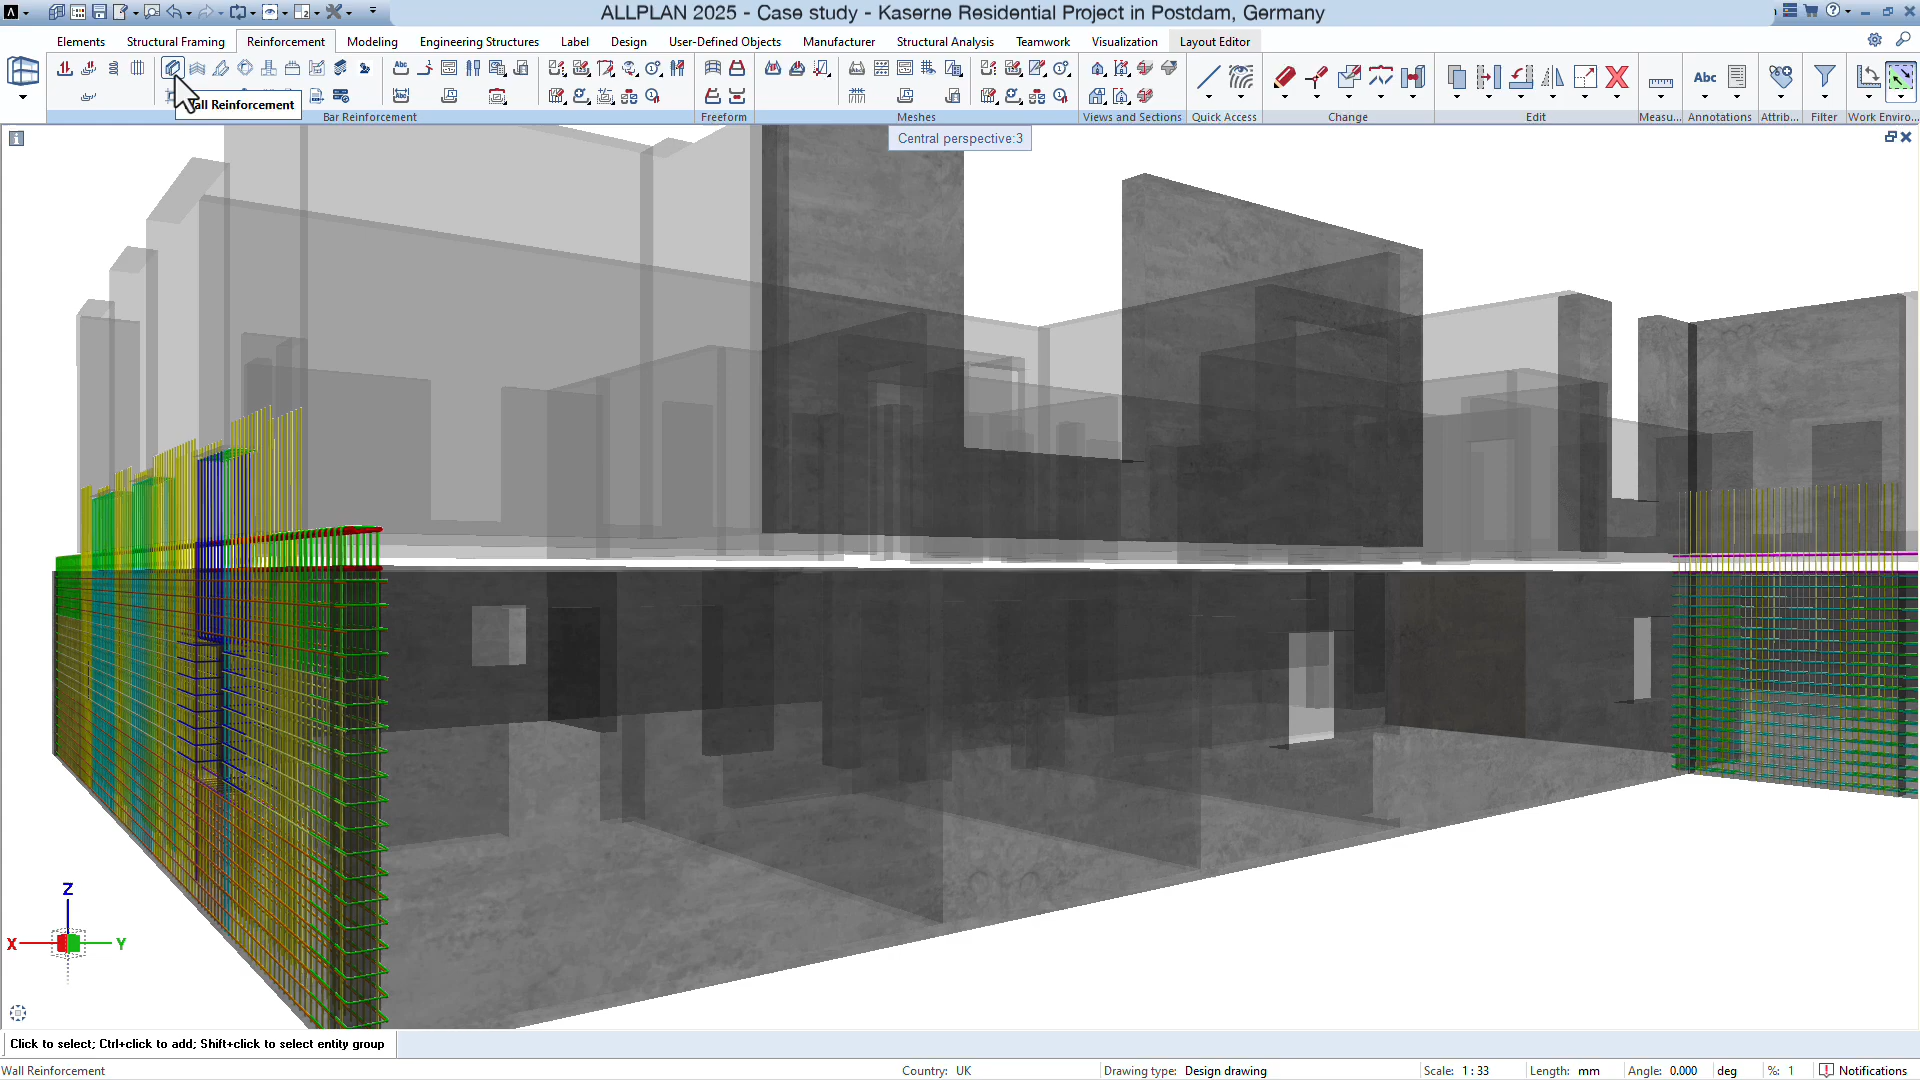 ALLPLAN 2025 - Case study - Kaserne Residential Project in Postdam, Germany
Elements Structural Framing Reinforcement Modeling Engineering Structures Label Design User-Defined Objects Manufacturer Structural Analysis Teamwork Visualization Layout Editor
Abc
Wall Reinforcement
Bar Reinforcement Freeform Meshes Views and Sections Quick Access Change Edit Measu... Annotations Attrib... Filter Work Enviro...
Central perspective:3
Z
X Y
Click to select; Ctrl+click to add; Shift+click to select entity group
Wall Reinforcement Country: UK Drawing type: Design drawing Scale: 1 : 33 Length: mm Angle: 0.000 deg %: 1 Notifications